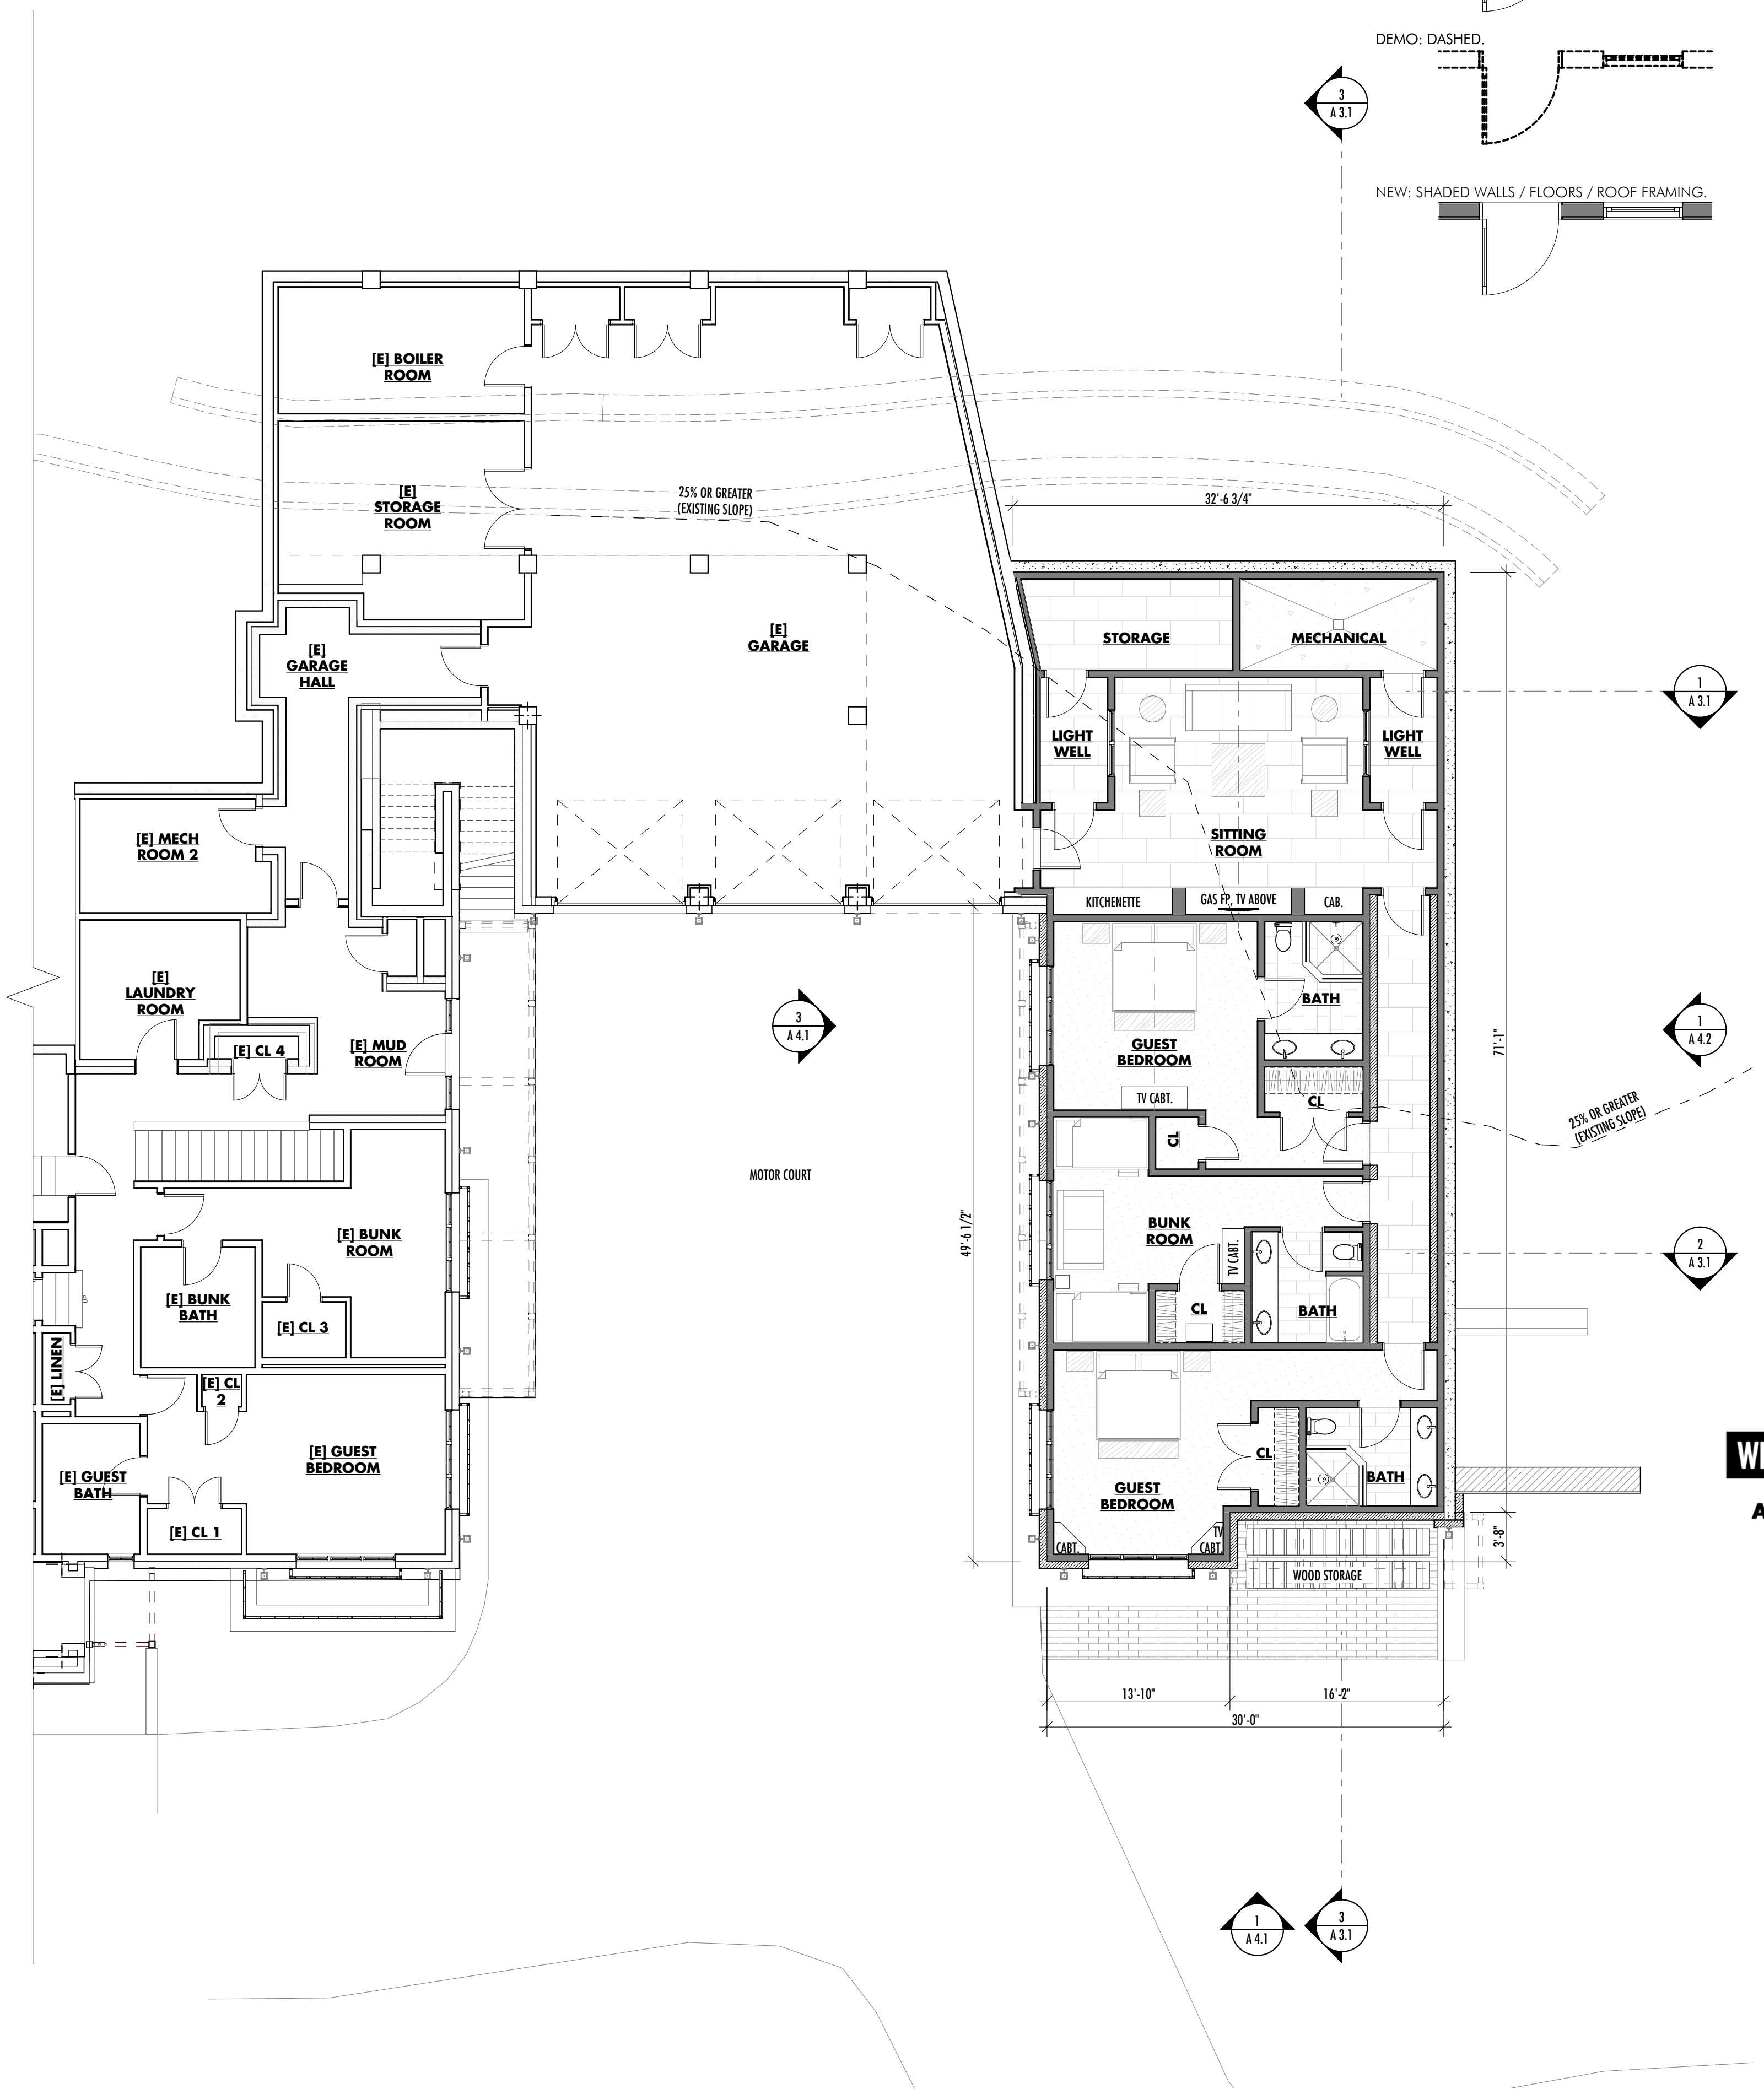 DEMO: DASHED.
3
A 3.1
NEW: SHADED WALLS / FLOORS / ROOF FRAMING.
[E] BOILER
ROOM
[E]
STORAGE
ROOM
25% OR GREATER
(EXISTING SLOPE)
32'-6 3/4"
[E]
GARAGE
HALL
[E]
GARAGE
STORAGE
MECHANICAL
1
A 3.1
LIGHT
WELL
LIGHT
WELL
SITTING
ROOM
[E] MECH
ROOM 2
KITCHENETTE
GAS FP, TV ABOVE
CAB.
[E]
LAUNDRY
ROOM
[E] CL 4
[E] MUD
ROOM
3
A 4.1
BATH
GUEST
BEDROOM
TV CABT.
CL
CL
71'-1"
1
A 4.2
25% OR GREATER
(EXISTING SLOPE)
MOTOR COURT
49'-6 1/2"
[E] BUNK
ROOM
BUNK
ROOM
TV CABT.
2
A 3.1
UP
[E] BUNK
BATH
[E] CL 3
CL
BATH
[E] LINEN
[E] CL
2
[E] GUEST
BEDROOM
[E] GUEST
BATH
[E] CL 1
CL
BATH
GUEST
BEDROOM
CABT.
TV
CABT.
WOOD STORAGE
3'-8"
13'-10"
16'-2"
30'-0"
1
A 4.1
3
A 3.1